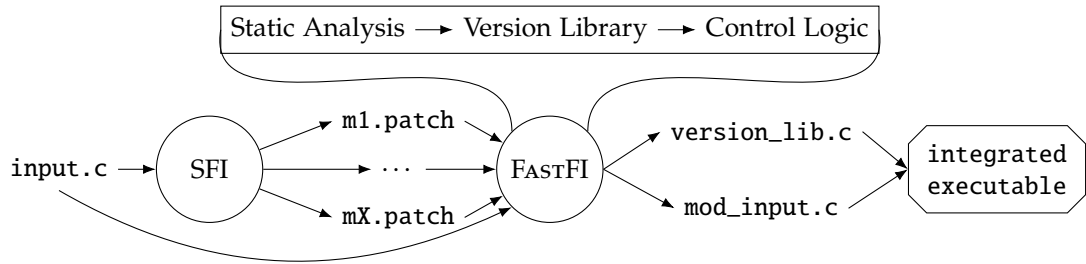 Static Analysis → Version Library → Control Logic
input.c
SFI
m1.patch
...
mX.patch
FASTFI
version_lib.c
mod_input.c
integrated
executable